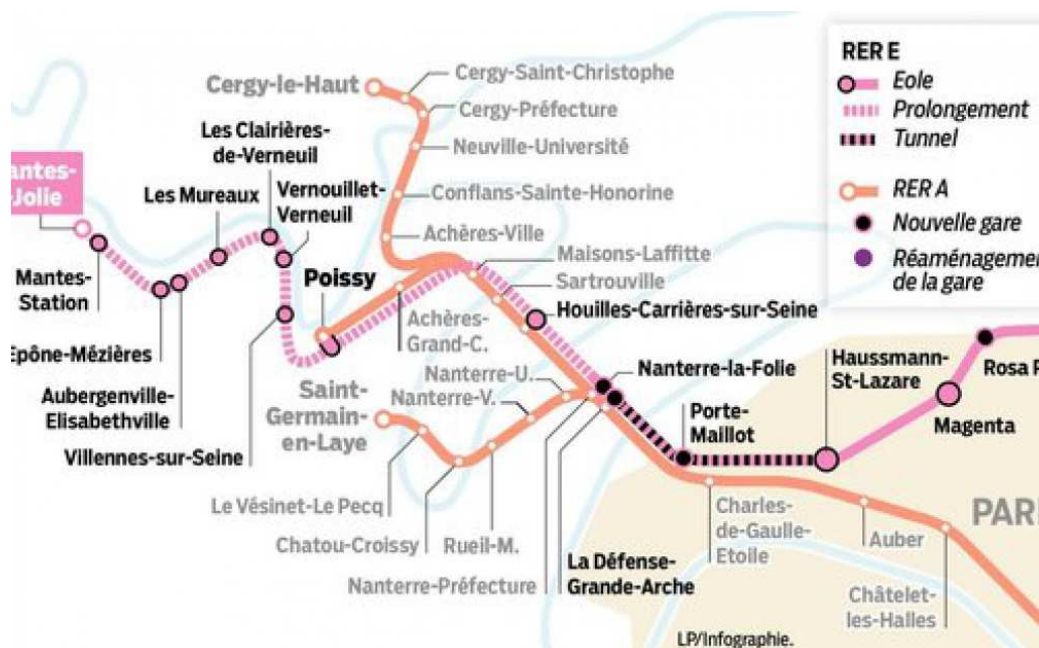 Cergy-le-Haut
Cergy-Saint-Christophe
Cergy-Préfecture
Neuville-Université
Conflans-Sainte-Honorine
Achères-Ville
Les Clairières-
de-Verneuil
Les Mureaux
Vernouillet-
Verneuil
antes-
Jolie
Mantes-
Station
Epône-Mézières
Aubergenville-
Elisabethville
Villennes-sur-Seine
Poissy
Achères-
Grand-C.
Maisons-Laffitte
Sartrouville
Houilles-Carrières-sur-Seine
Saint-
Germain-
en-Laye
Nanterre-U.
Nanterre-V.
Nanterre-la-Folie
Le Vésinet-Le Pecq
Chatou-Croissy
Rueil-M.
Nanterre-Préfecture
La Défense-
Grande-Arche
Porte-
Maillot
Haussmann-
St-Lazare
Magenta
Rosa P
Charles-
de-Gaulle-
Etoile
Auber
Châtelet-
les-Halles
PARI
RER E
Eole
Prolongement
Tunnel
RER A
Nouvelle gare
Réaménagemen
de la gare
LP/Infographie.